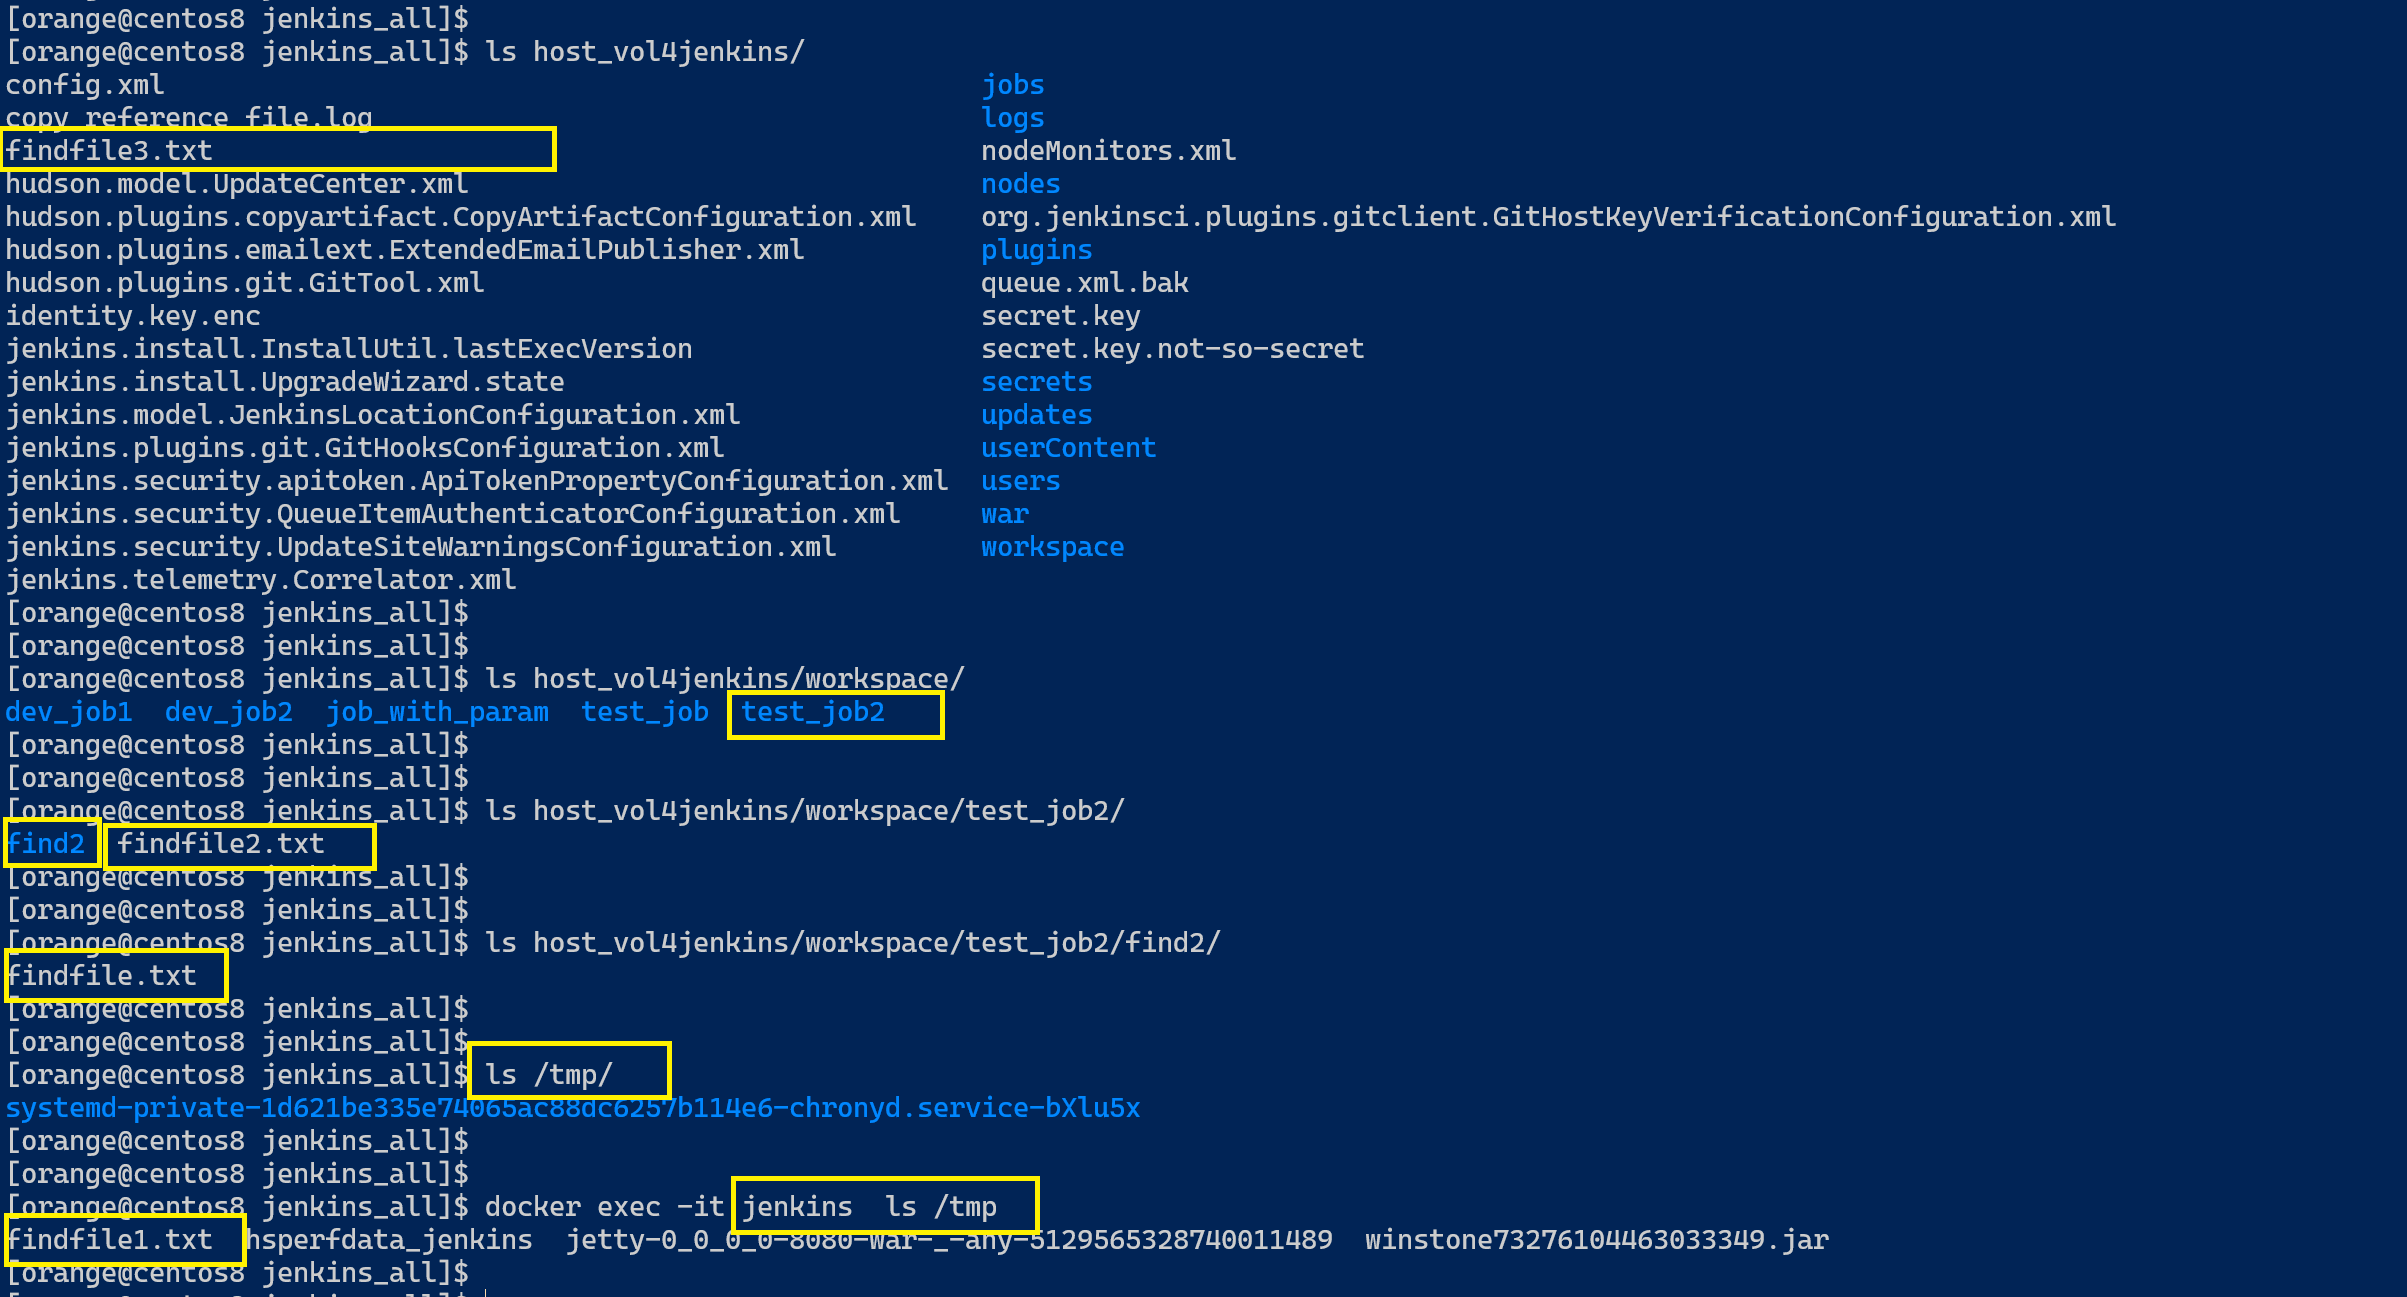 [orange@centos8 jenkins_all]$
[orange@centos8 jenkins_all]$ ls host_vol4jenkins/
config.xml jobs
copy_reference_file.log logs
findfile3.txt nodeMonitors.xml
hudson.model.UpdateCenter.xml nodes
hudson.plugins.copyartifact.CopyArtifactConfiguration.xml org.jenkinsci.plugins.gitclient.GitHostKeyVerificationConfiguration.xml
hudson.plugins.emailext.ExtendedEmailPublisher.xml plugins
hudson.plugins.git.GitTool.xml queue.xml.bak
identity.key.enc secret.key
jenkins.install.InstallUtil.lastExecVersion secret.key.not-so-secret
jenkins.install.UpgradeWizard.state secrets
jenkins.model.JenkinsLocationConfiguration.xml updates
jenkins.plugins.git.GitHooksConfiguration.xml userContent
jenkins.security.apitoken.ApiTokenPropertyConfiguration.xml users
jenkins.security.QueueItemAuthenticatorConfiguration.xml war
jenkins.security.UpdateSiteWarningsConfiguration.xml workspace
jenkins.telemetry.Correlator.xml
[orange@centos8 jenkins_all]$
[orange@centos8 jenkins_all]$
[orange@centos8 jenkins_all]$ ls host_vol4jenkins/workspace/
dev_job1 dev_job2 job_with_param test_job test_job2
[orange@centos8 jenkins_all]$
[orange@centos8 jenkins_all]$
[orange@centos8 jenkins_all]$ ls host_vol4jenkins/workspace/test_job2/
find2 findfile2.txt
[orange@centos8 jenkins_all]$
[orange@centos8 jenkins_all]$
[orange@centos8 jenkins_all]$ ls host_vol4jenkins/workspace/test_job2/find2/
findfile.txt
[orange@centos8 jenkins_all]$
[orange@centos8 jenkins_all]$
[orange@centos8 jenkins_all]$ ls /tmp/
systemd-private-1d621be335e74065ac88dc6257b114e6-chronyd.service-bXlu5x
[orange@centos8 jenkins_all]$
[orange@centos8 jenkins_all]$
[orange@centos8 jenkins_all]$ docker exec -it jenkins ls /tmp
findfile1.txt hsperfdata_jenkins jetty-0_0_0_0-8080-war-_-any-5129565328740011489 winstone73276104463033349.jar
[orange@centos8 jenkins_all]$